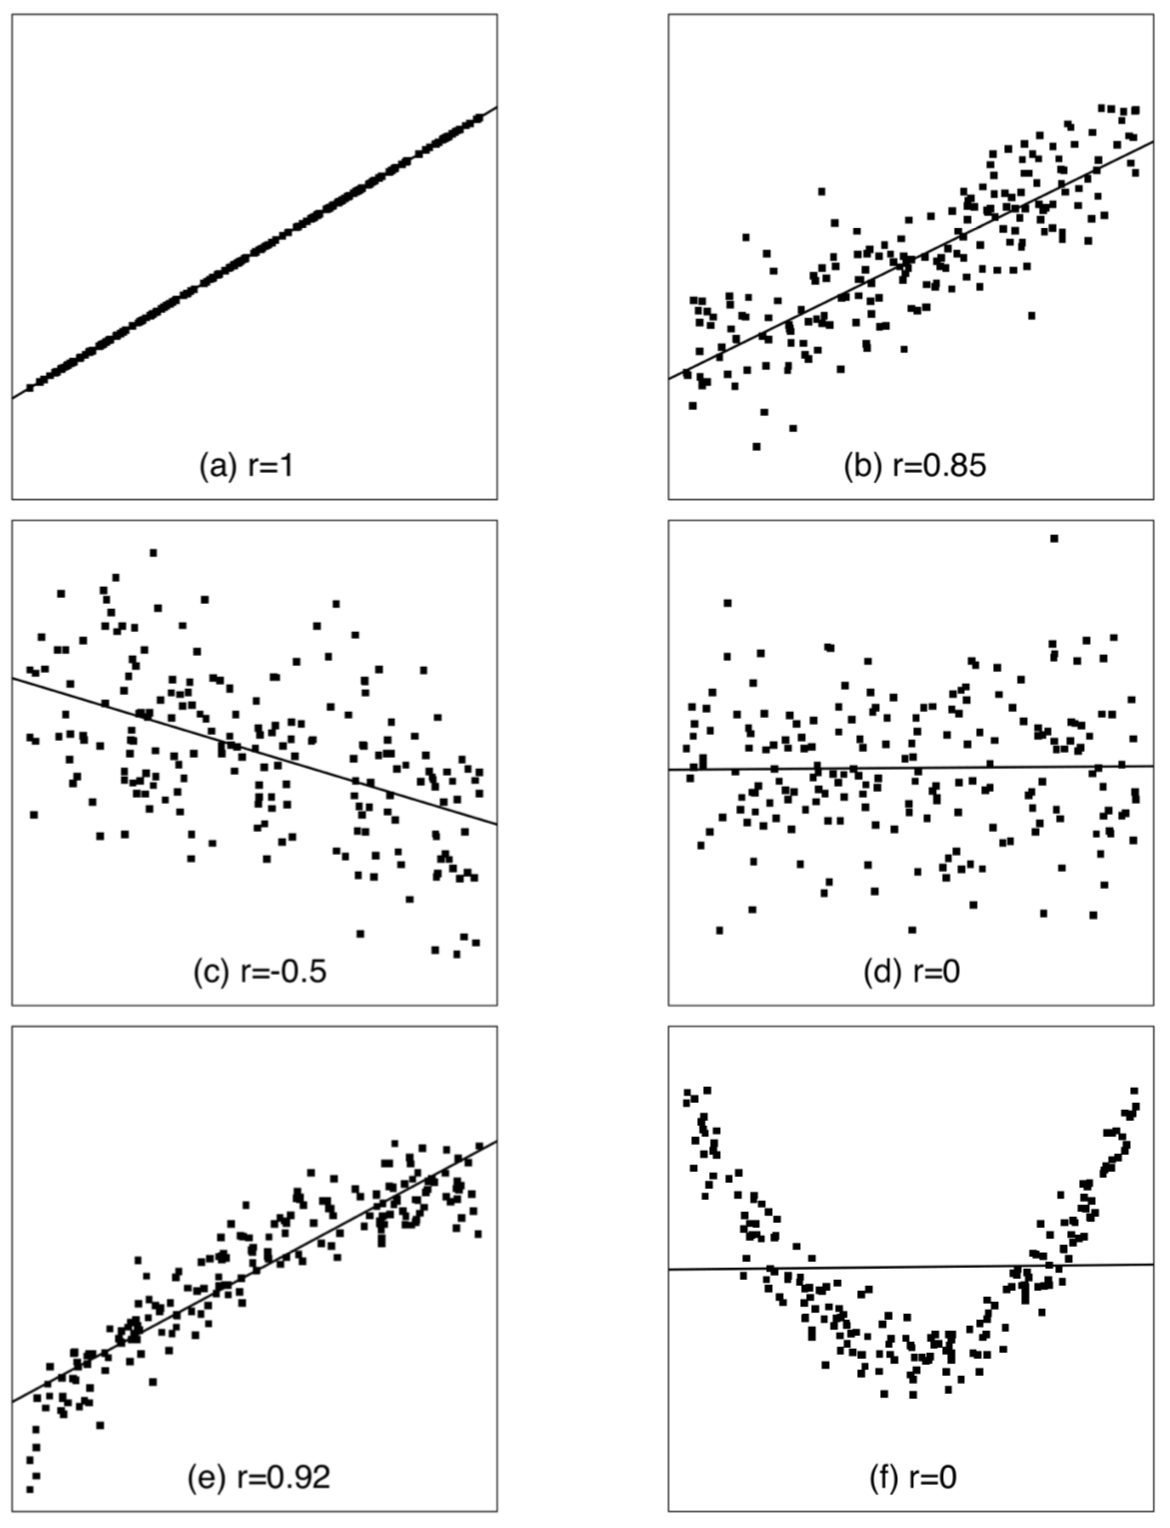 (a) r=1
(b) r=0.85
(c) r=-0.5
(d) r=0
(e) r=0.92
(f) r=0